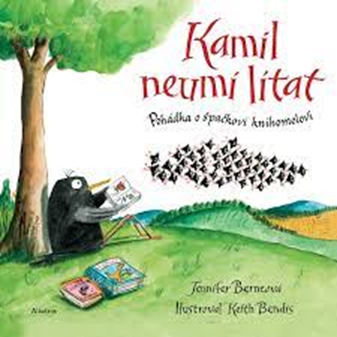 Kamil
neumí lítat
Pohádka o špačkovi knihomolovi
Jennifer Berneová
Ilustroval Keith Bendis
Albatros